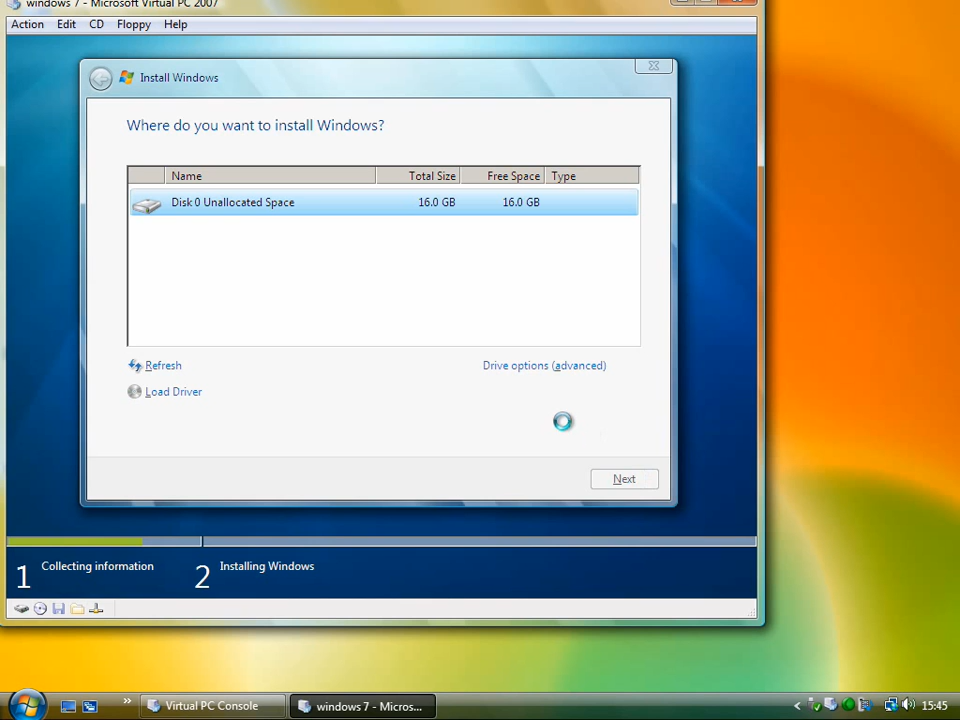 windows 7 - Microsoft Virtual PC 2007
Action Edit CD Floppy Help
Install Windows
Where do you want to install Windows?
Name Total Size Free Space Type
Disk 0 Unallocated Space 16.0 GB 16.0 GB
Refresh Drive options (advanced)
Load Driver
Next
1 Collecting information 2 Installing Windows
» Virtual PC Console windows 7 - Micros... < 15:45